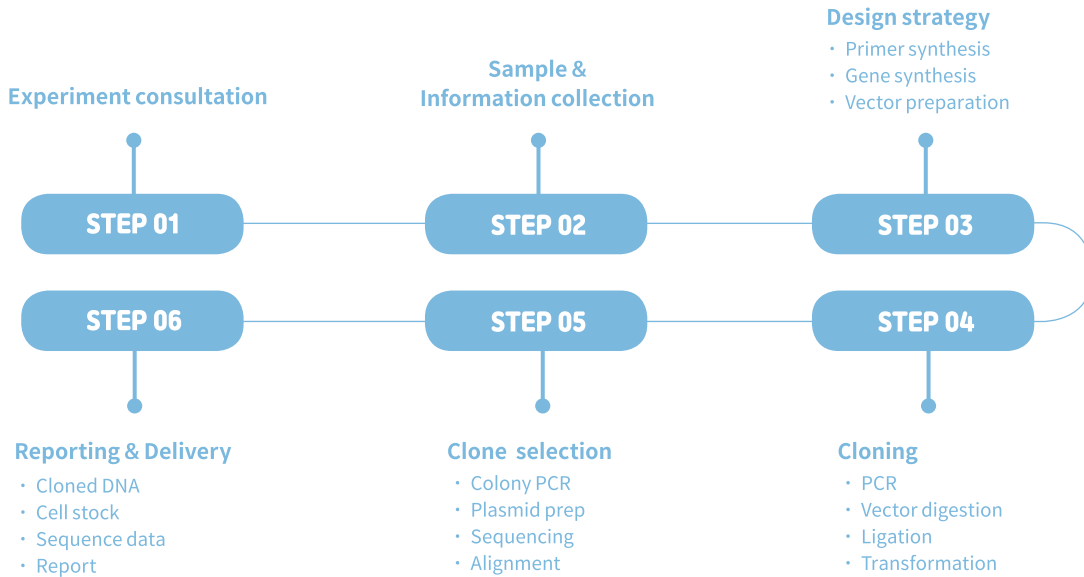 Experiment consultation
STEP 01
Sample &
Information collection
STEP 02
Design strategy
・ Primer synthesis
・ Gene synthesis
・ Vector preparation
STEP 03
STEP 04
Cloning
・ PCR
・ Vector digestion
・ Ligation
・ Transformation
STEP 05
Clone selection
・ Colony PCR
・ Plasmid prep
・ Sequencing
・ Alignment
STEP 06
Reporting & Delivery
・ Cloned DNA
・ Cell stock
・ Sequence data
・ Report